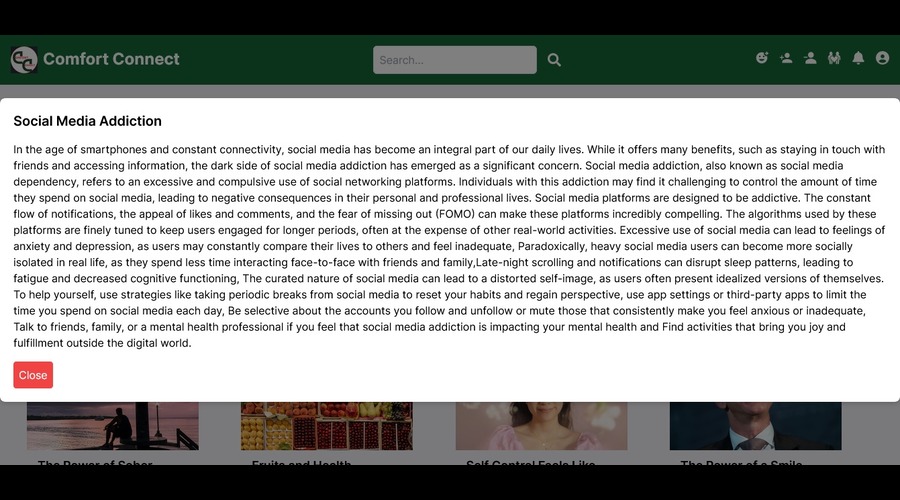 Comfort Connect
Search...
Social Media Addiction
In the age of smartphones and constant connectivity, social media has become an integral part of our daily lives. While it offers many benefits, such as staying in touch with
friends and accessing information, the dark side of social media addiction has emerged as a significant concern. Social media addiction, also known as social media
dependency, refers to an excessive and compulsive use of social networking platforms. Individuals with this addiction may find it challenging to control the amount of time
they spend on social media, leading to negative consequences in their personal and professional lives. Social media platforms are designed to be addictive. The constant
flow of notifications, the appeal of likes and comments, and the fear of missing out (FOMO) can make these platforms incredibly compelling. The algorithms used by these
platforms are finely tuned to keep users engaged for longer periods, often at the expense of other real-world activities. Excessive use of social media can lead to feelings of
anxiety and depression, as users may constantly compare their lives to others and feel inadequate, Paradoxically, heavy social media users can become more socially
isolated in real life, as they spend less time interacting face-to-face with friends and family,Late-night scrolling and notifications can disrupt sleep patterns, leading to
fatigue and decreased cognitive functioning, The curated nature of social media can lead to a distorted self-image, as users often present idealized versions of themselves.
To help yourself, use strategies like taking periodic breaks from social media to reset your habits and regain perspective, use app settings or third-party apps to limit the
time you spend on social media each day, Be selective about the accounts you follow and unfollow or mute those that consistently make you feel anxious or inadequate,
Talk to friends, family, or a mental health professional if you feel that social media addiction is impacting your mental health and Find activities that bring you joy and
fulfillment outside the digital world.
Close
The Power of Sober
Fruits and Health
Self Control Feels Like
The Power of a Smile